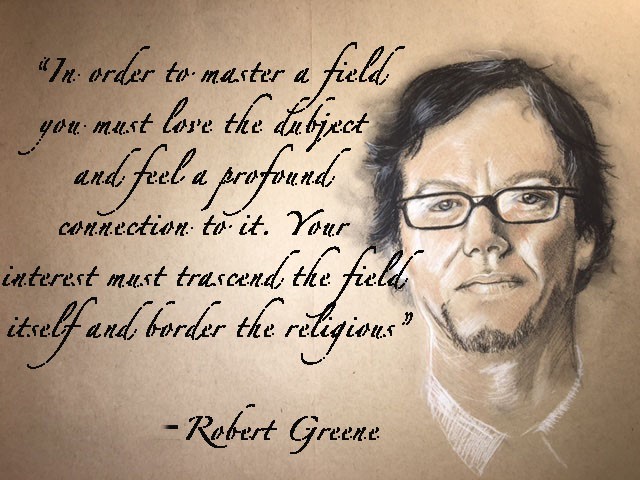 “In order to master a field
you must love the dubject
and feel a profound
connection to it. Your
interest must trascend the field
itself and border the religious”
- Robert Greene